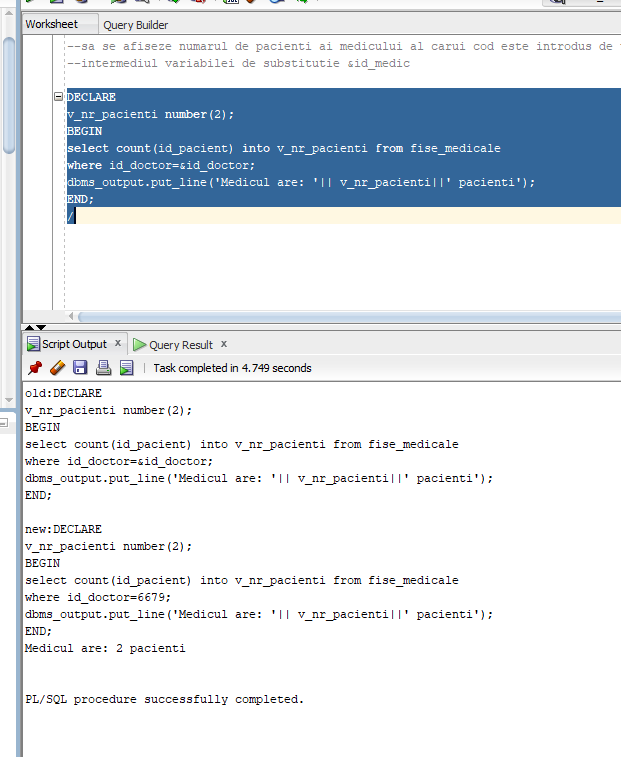 Worksheet Query Builder
--sa se afiseze numarul de pacienti ai medicului al carui cod este introdus de
--intermediul variabilei de substitutie &id_medic
DECLARE
v_nr_pacienti number(2);
BEGIN
select count(id_pacient) into v_nr_pacienti from fise_medicale
where id_doctor=&id_doctor;
dbms_output.put_line('Medicul are: '|| v_nr_pacienti||' pacienti');
END;
/
Script Output x Query Result x
Task completed in 4.749 seconds
old:DECLARE
v_nr_pacienti number(2);
BEGIN
select count(id_pacient) into v_nr_pacienti from fise_medicale
where id_doctor=&id_doctor;
dbms_output.put_line('Medicul are: '|| v_nr_pacienti||' pacienti');
END;
new:DECLARE
v_nr_pacienti number(2);
BEGIN
select count(id_pacient) into v_nr_pacienti from fise_medicale
where id_doctor=6679;
dbms_output.put_line('Medicul are: '|| v_nr_pacienti||' pacienti');
END;
Medicul are: 2 pacienti
PL/SQL procedure successfully completed.